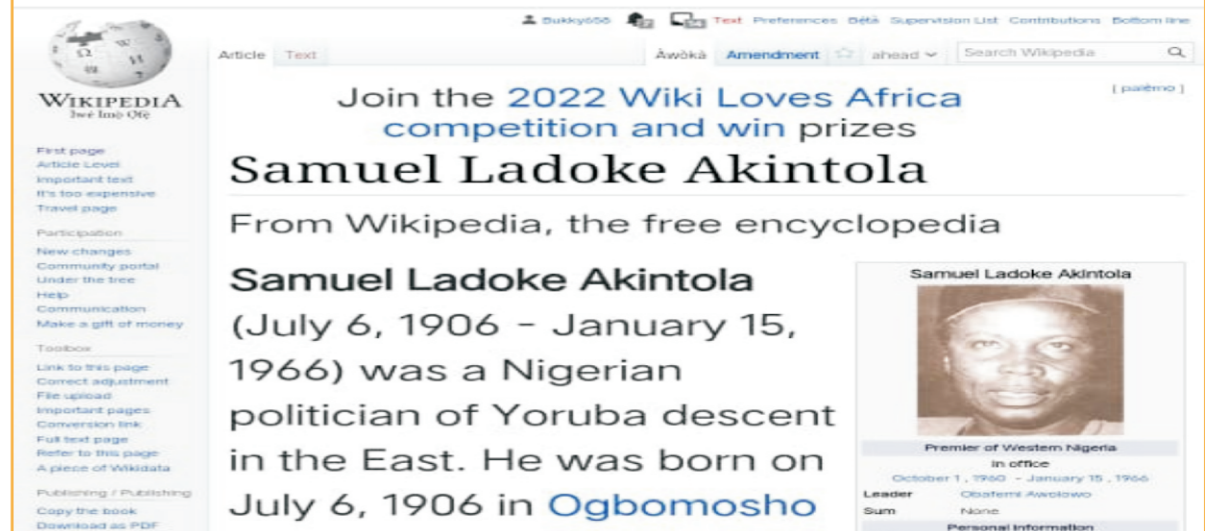 Bukky658 Text Preferences Bétà Supervision List Contributions Bottom line
Article Text Àwòkà Amendment ahead Search Wikipedia
WIKIPEDIA
Ìwé Ìmọ̀ Ọ̀fẹ́
Join the 2022 Wiki Loves Africa
competition and win prizes
[ palẹ̀mọ ]
First page
Article Level
Important text
It's too expensive
Travel page
Participation
New changes
Community portal
Under the tree
Help
Communication
Make a gift of money
Toolbox
Link to this page
Correct adjustment
File upload
Important pages
Conversion link
Full text page
Refer to this page
A piece of Wikidata
Publishing / Publishing
Copy the book
Download as PDF
Samuel Ladoke Akintola
From Wikipedia, the free encyclopedia
Samuel Ladoke Akintola
(July 6, 1906 - January 15,
1966) was a Nigerian
politician of Yoruba descent
in the East. He was born on
July 6, 1906 in Ogbomosho
Samuel Ladoke Akintola
Premier of Western Nigeria
In office
October 1, 1960 - January 15, 1966
Leader Obafemi Awolowo
Sum None
Personal Information